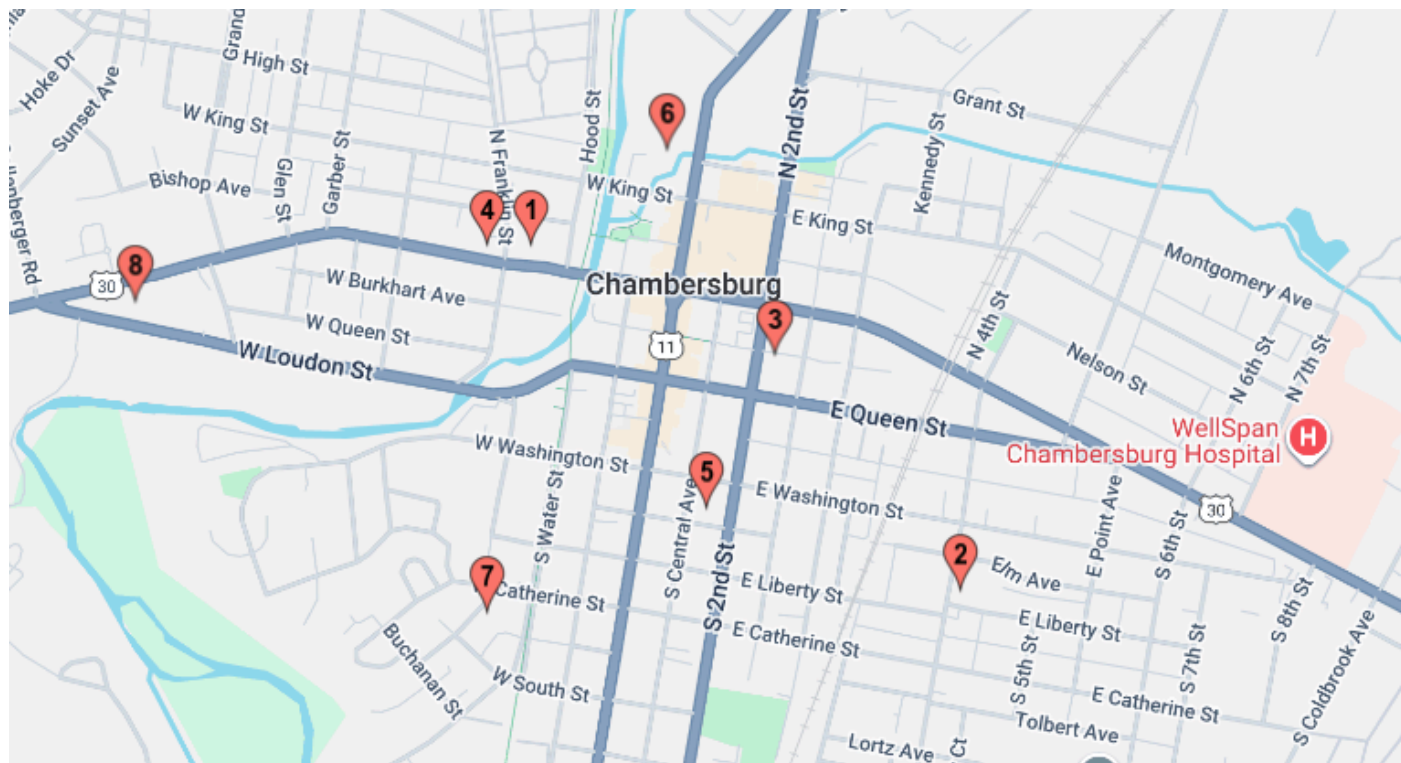 Hoke Dr
Sunset Ave
Grand
High St
W King St
Garber St
Glen St
Bishop Ave
N Franklin St
Hood St
W King St
6
4
1
8
30
W Burkhart Ave
W Queen St
W Loudon St
Chambersburg
N 2nd St
Grant St
Kennedy St
E King St
3
11
N 4th St
Montgomery Ave
Nelson St
N 6th St
N 7th St
E Queen St
WellSpan
Chambersburg Hospital
H
30
W Washington St
5
E Washington St
S Water St
S Central Ave
S 2nd St
E Point Ave
S 6th St
2
E/m Ave
7
Catherine St
E Liberty St
E Liberty St
E Catherine St
Buchanan St
W South St
S 5th St
S 7th St
S 8th St
S Coldbrook Ave
E Catherine St
Tolbert Ave
Lortz Ave
Ct